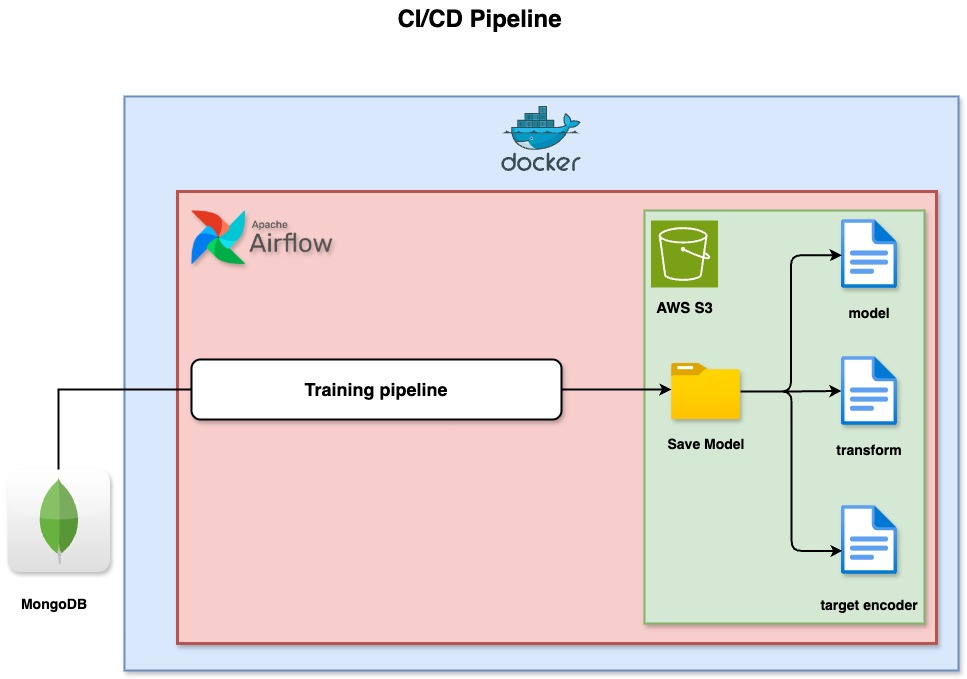 CI/CD Pipeline
docker
Apache
Airflow
AWS S3
model
Training pipeline
Save Model
transform
MongoDB
target encoder